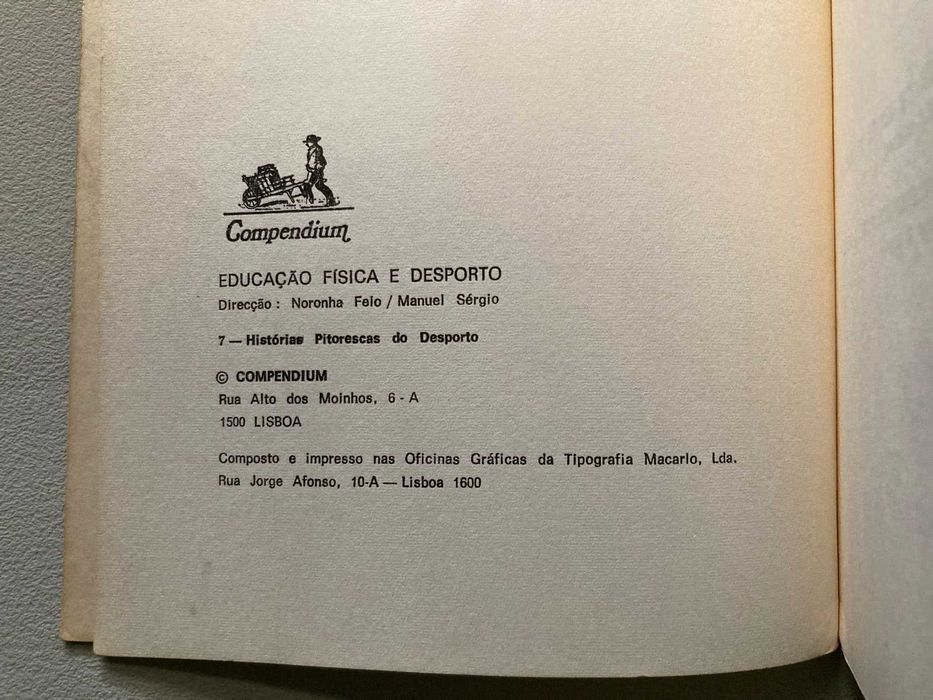 Compendium
EDUCAÇÃO FÍSICA E DESPORTO
Direcção : Noronha Feio / Manuel Sérgio
7 — Histórias Pitorescas do Desporto
© COMPENDIUM
Rua Alto dos Moinhos, 6 - A
1500 LISBOA
Composto e impresso nas Oficinas Gráficas da Tipografia Macarlo, Lda.
Rua Jorge Afonso, 10-A — Lisboa 1600